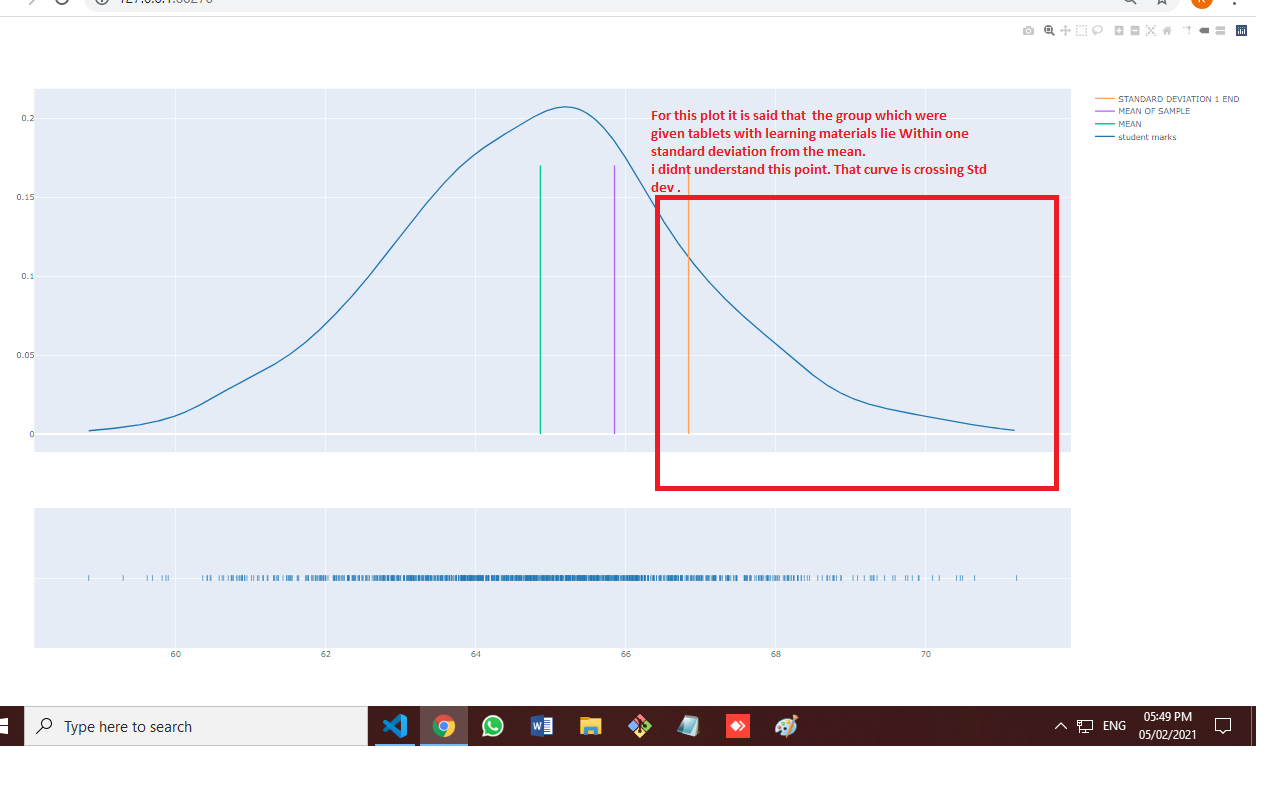 STANDARD DEVIATION 1 END
MEAN OF SAMPLE
MEAN
student marks
For this plot it is said that the group which were
given tablets with learning materials lie Within one
standard deviation from the mean.
i didnt understand this point. That curve is crossing Std
dev .
0.2
0.15
0.1
0.05
0
60 62 64 66 68 70
Type here to search
ENG
05:49 PM
05/02/2021